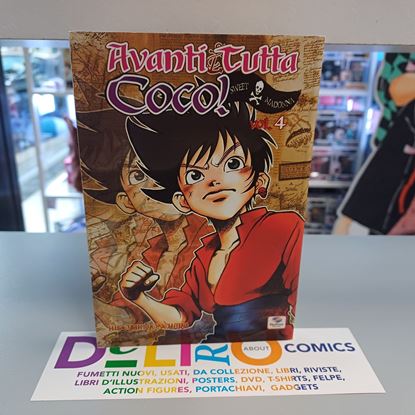 Avanti Tutta
Coco!
SWEET MADONNA
vol. 4
DELIRO ABOUT COMICS
FUMETTI NUOVI, USATI, DA COLLEZIONE, LIBRI, RIVISTE,
LIBRI D'ILLUSTRAZIONI, POSTERS, DVD, T-SHIRTS, FELPE,
ACTION FIGURES, PORTACHIAVI, GADGETS